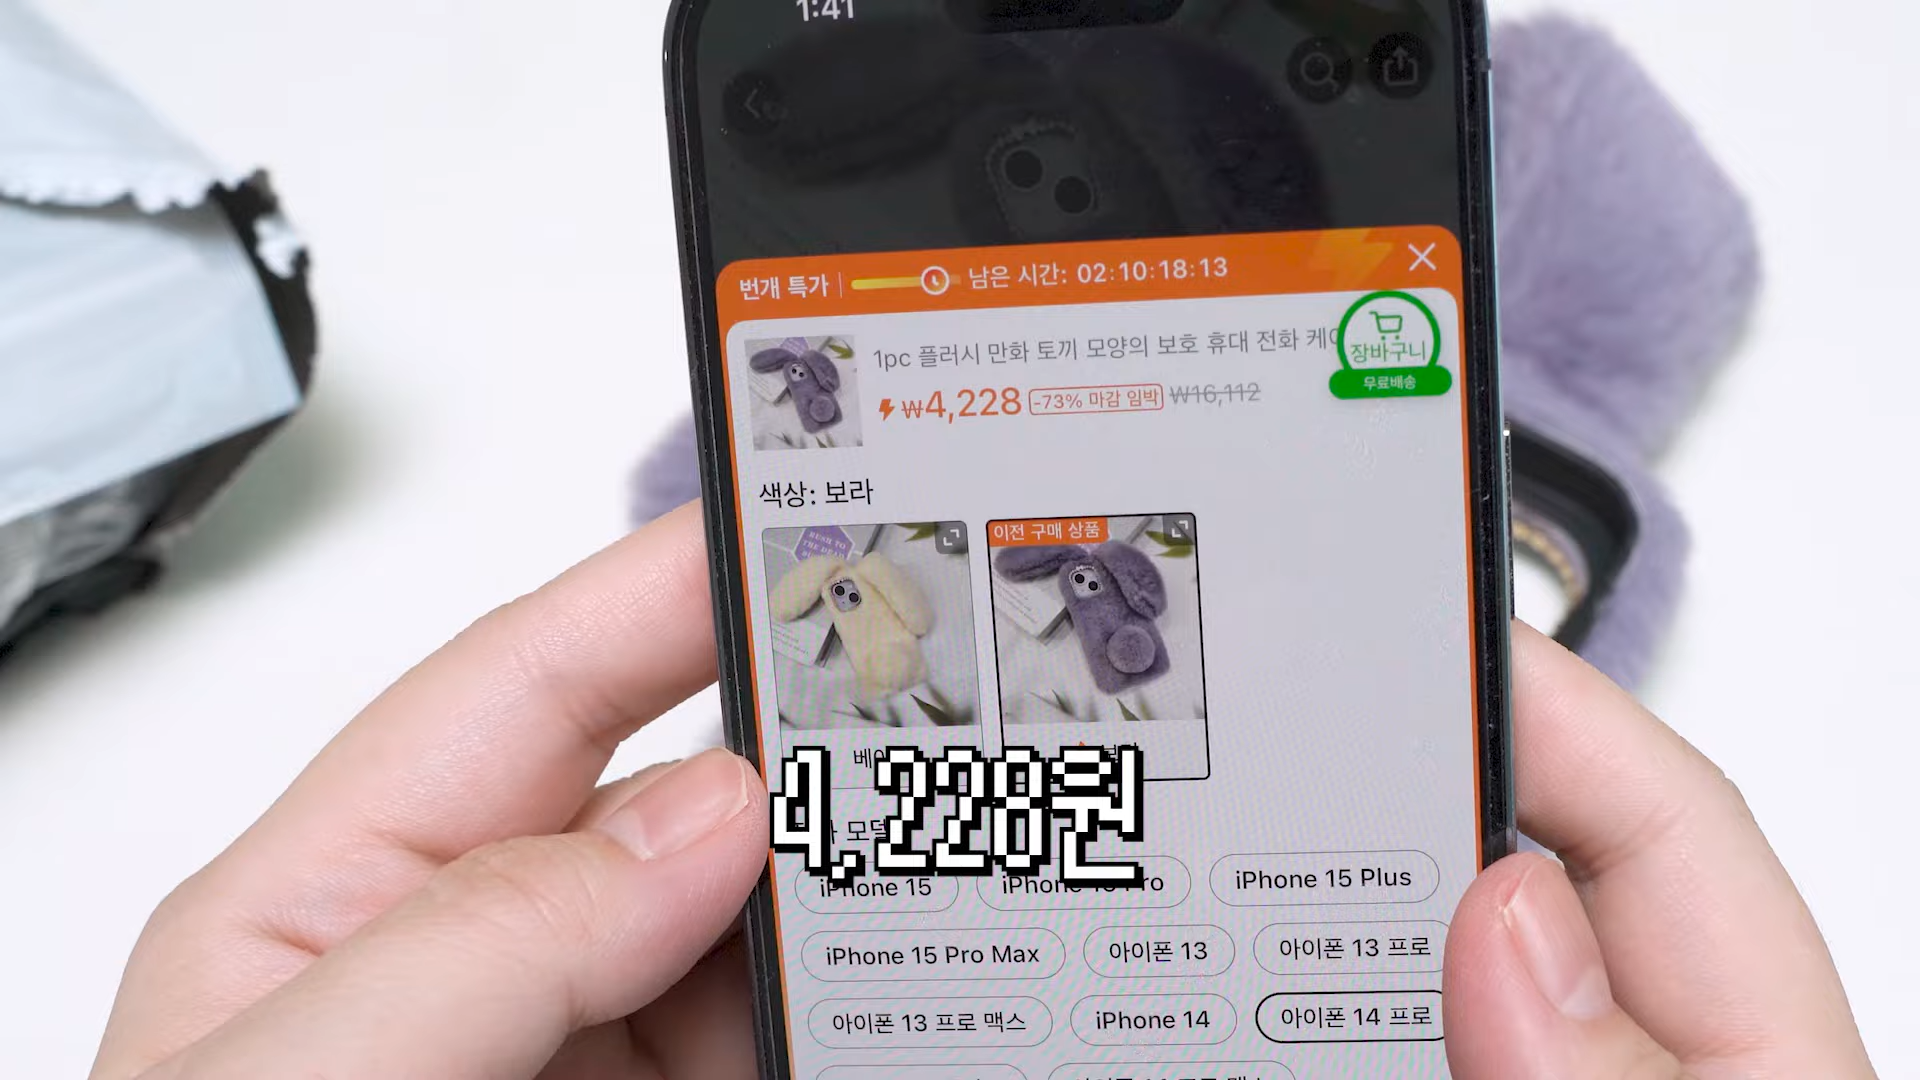 1:41
번개 특가
남은 시간: 02:10:18:13
1pc 플러시 만화 토끼 모양의 보호 휴대 전화
₩4,228 -73% 마감 임박 ₩16,112
장바구니
무료배송
색상: 보라
RUSH TO
THE DEAD
이전 구매 상품
4,228원
iPhone 15
iPhone 15 Plus
iPhone 15 Pro Max
아이폰 13
아이폰 13 프로
아이폰 13 프로 맥스
iPhone 14
아이폰 14 프로